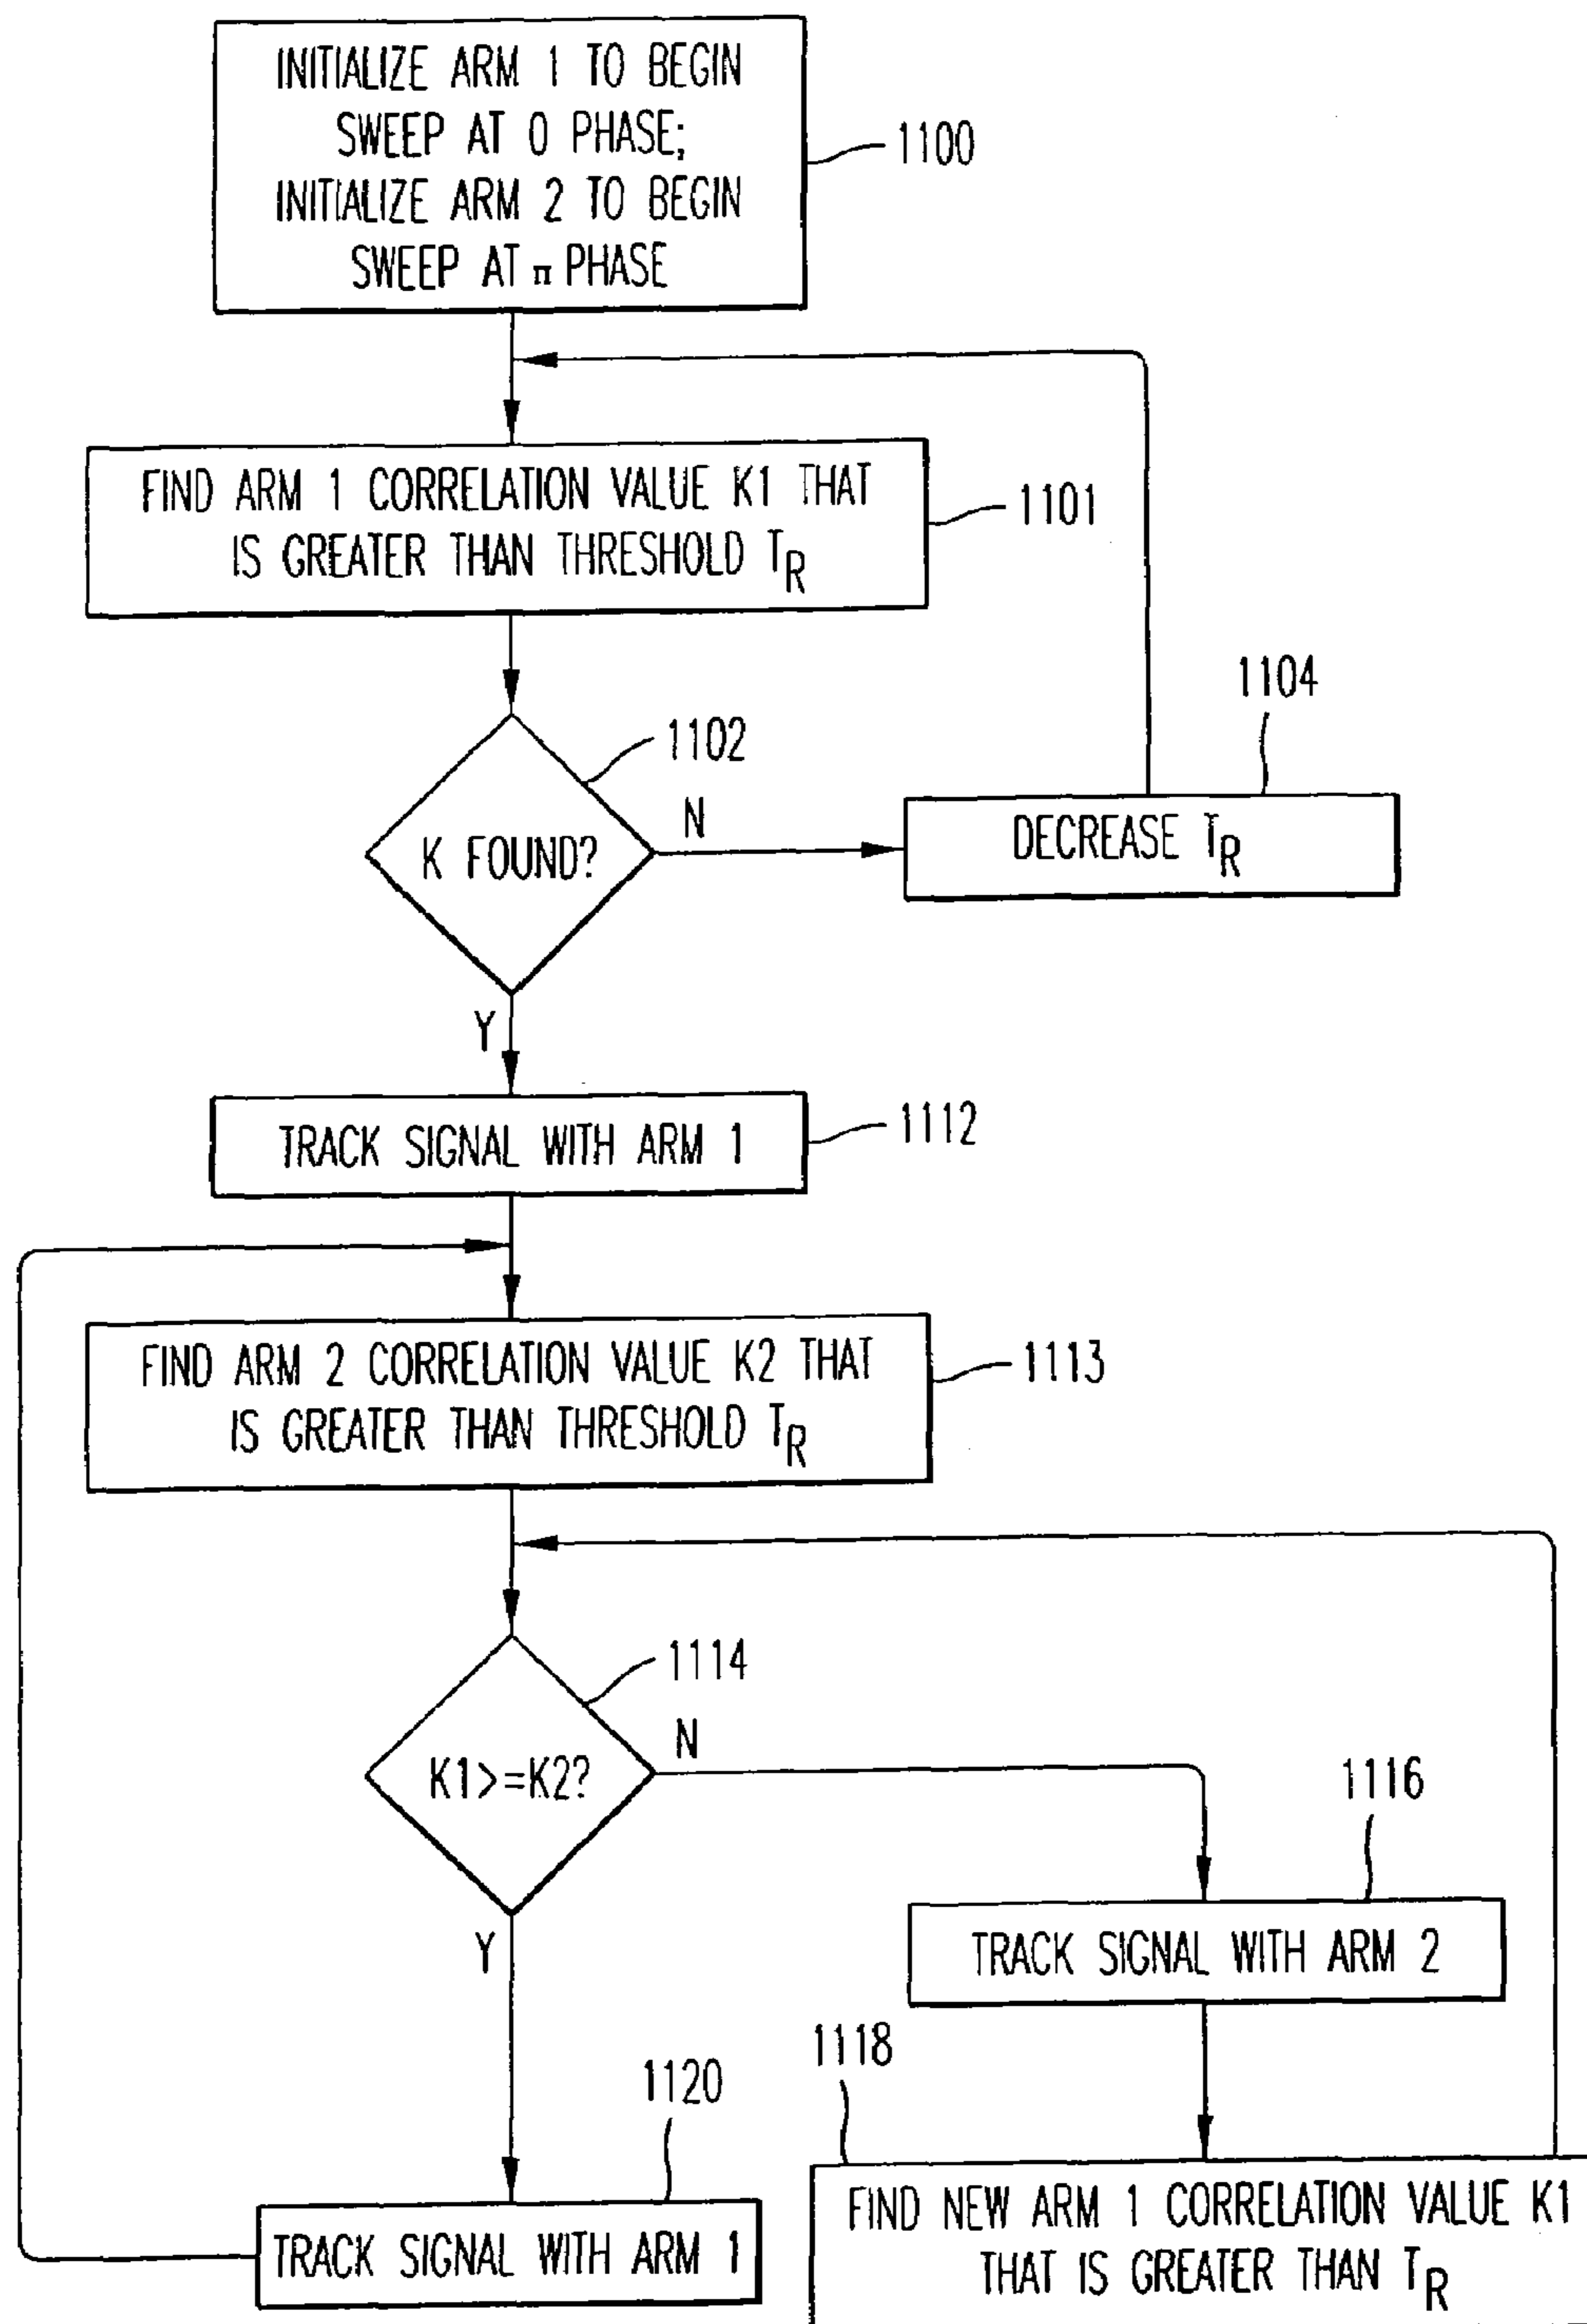 INITIALIZE ARM 1 TO BEGIN
SWEEP AT 0 PHASE;
INITIALIZE ARM 2 TO BEGIN
SWEEP AT π PHASE
1100
FIND ARM 1 CORRELATION VALUE K1 THAT
IS GREATER THAN THRESHOLD TR
1101
1104
1102
K FOUND?
N
DECREASE TR
Y
TRACK SIGNAL WITH ARM 1
1112
FIND ARM 2 CORRELATION VALUE K2 THAT
IS GREATER THAN THRESHOLD TR
1113
1114
K1>=K2?
N
1116
TRACK SIGNAL WITH ARM 2
Y
1118
1120
FIND NEW ARM 1 CORRELATION VALUE K1
THAT IS GREATER THAN TR
TRACK SIGNAL WITH ARM 1